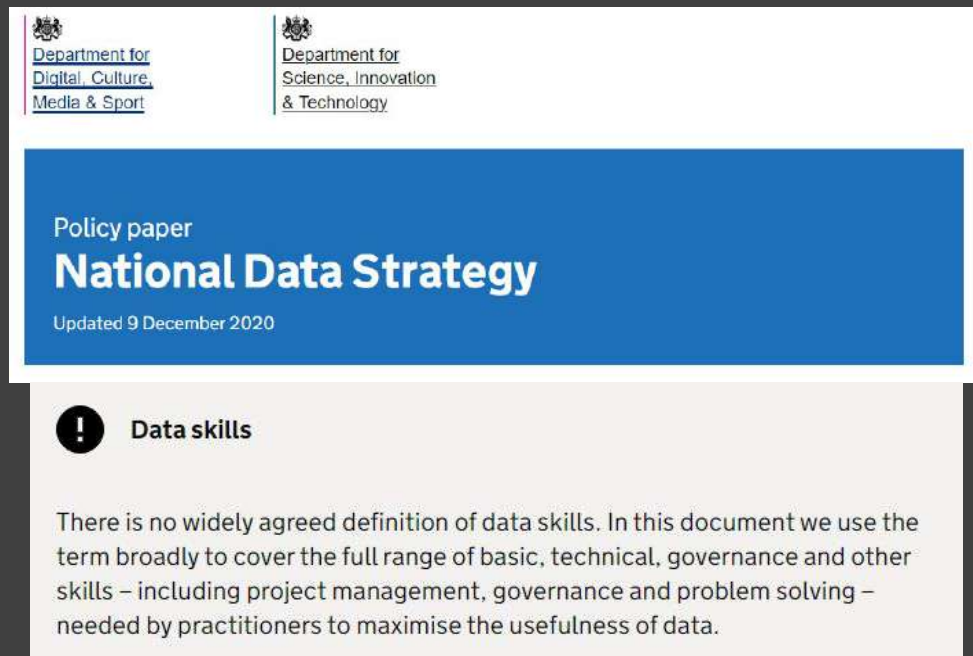 Department for
Digital, Culture,
Media & Sport
Department for
Science, Innovation
& Technology
Policy paper
National Data Strategy
Updated 9 December 2020
Data skills
There is no widely agreed definition of data skills. In this document we use the
term broadly to cover the full range of basic, technical, governance and other
skills – including project management, governance and problem solving –
needed by practitioners to maximise the usefulness of data.